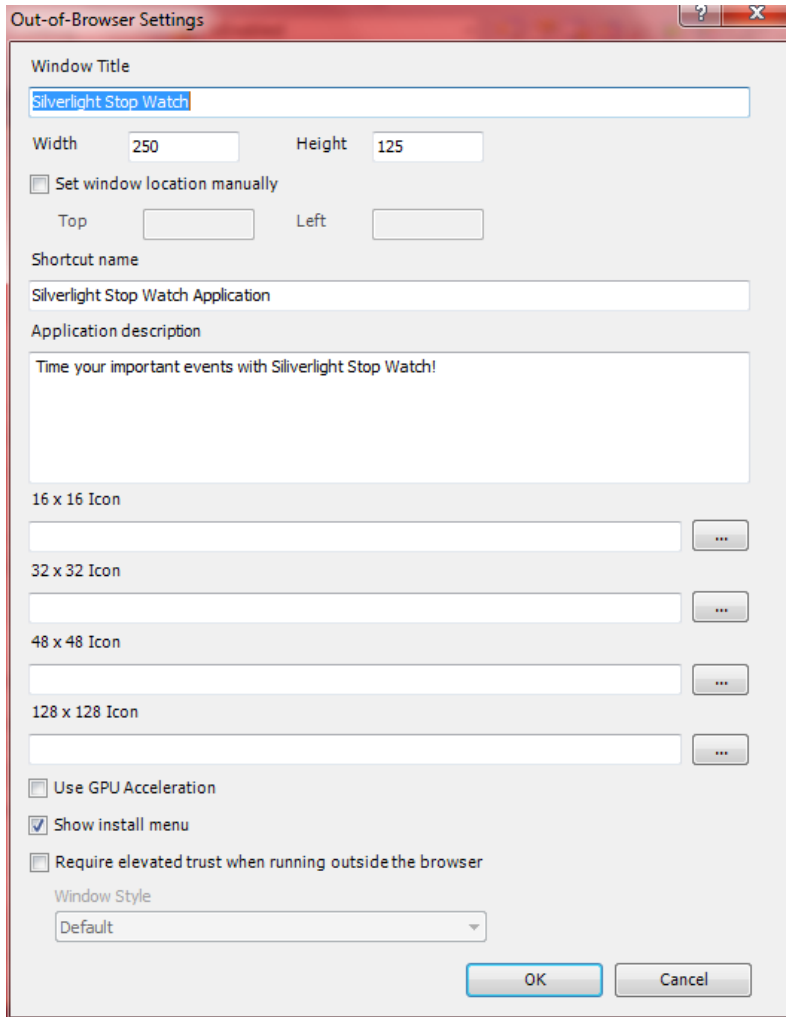 Out-of-Browser Settings
Window Title
Silverlight Stop Watch
Width 250 Height 125
Set window location manually
Top Left
Shortcut name
Silverlight Stop Watch Application
Application description
Time your important events with Siliverlight Stop Watch!
16 x 16 Icon
...
32 x 32 Icon
...
48 x 48 Icon
...
128 x 128 Icon
...
Use GPU Acceleration
Show install menu
Require elevated trust when running outside the browser
Window Style
Default
OK Cancel